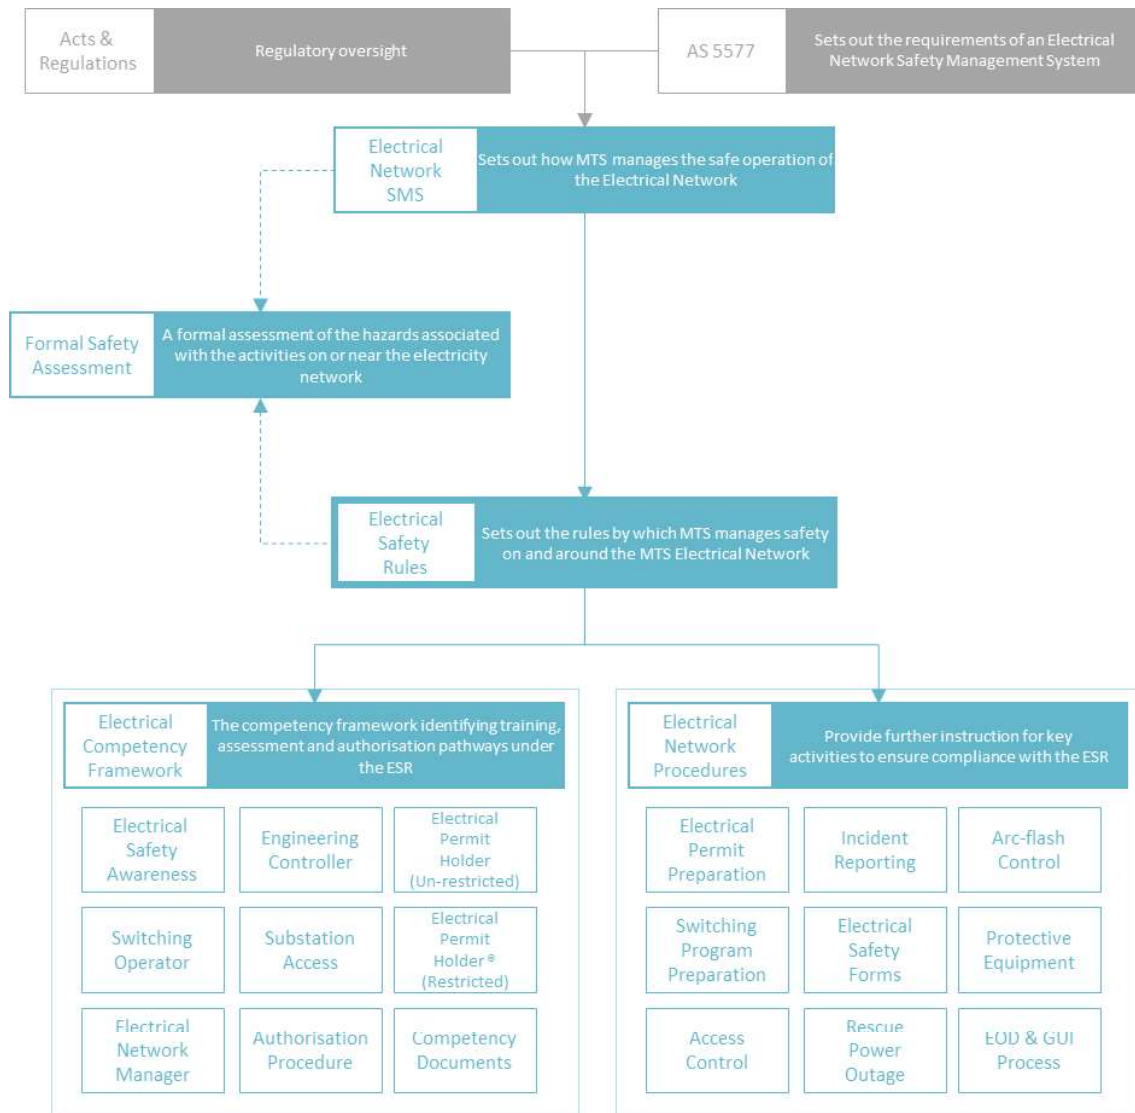 Acts &
Regulations
Regulatory oversight
AS 5577
Sets out the requirements of an Electrical
Network Safety Management System
Electrical
Network
SMS
Sets out how MTS manages the safe operation of
the Electrical Network
Formal Safety
Assessment
A formal assessment of the hazards associated
with the activities on or near the electricity
network
Electrical
Safety
Rules
Sets out the rules by which MTS manages safety
on and around the MTS Electrical Network
Electrical
Competency
Framework
The competency framework identifying training,
assessment and authorisation pathways under
the ESR
Electrical
Safety
Awareness
Engineering
Controller
Electrical
Permit
Holder
(Un-restricted)
Switching
Operator
Substation
Access
Electrical
Permit
Holder ®
(Restricted)
Electrical
Network
Manager
Authorisation
Procedure
Competency
Documents
Electrical
Network
Procedures
Provide further instruction for key
activities to ensure compliance with the ESR
Electrical
Permit
Preparation
Incident
Reporting
Arc-flash
Control
Switching
Program
Preparation
Electrical
Safety
Forms
Protective
Equipment
Access
Control
Rescue
Power
Outage
EOD & GUI
Process